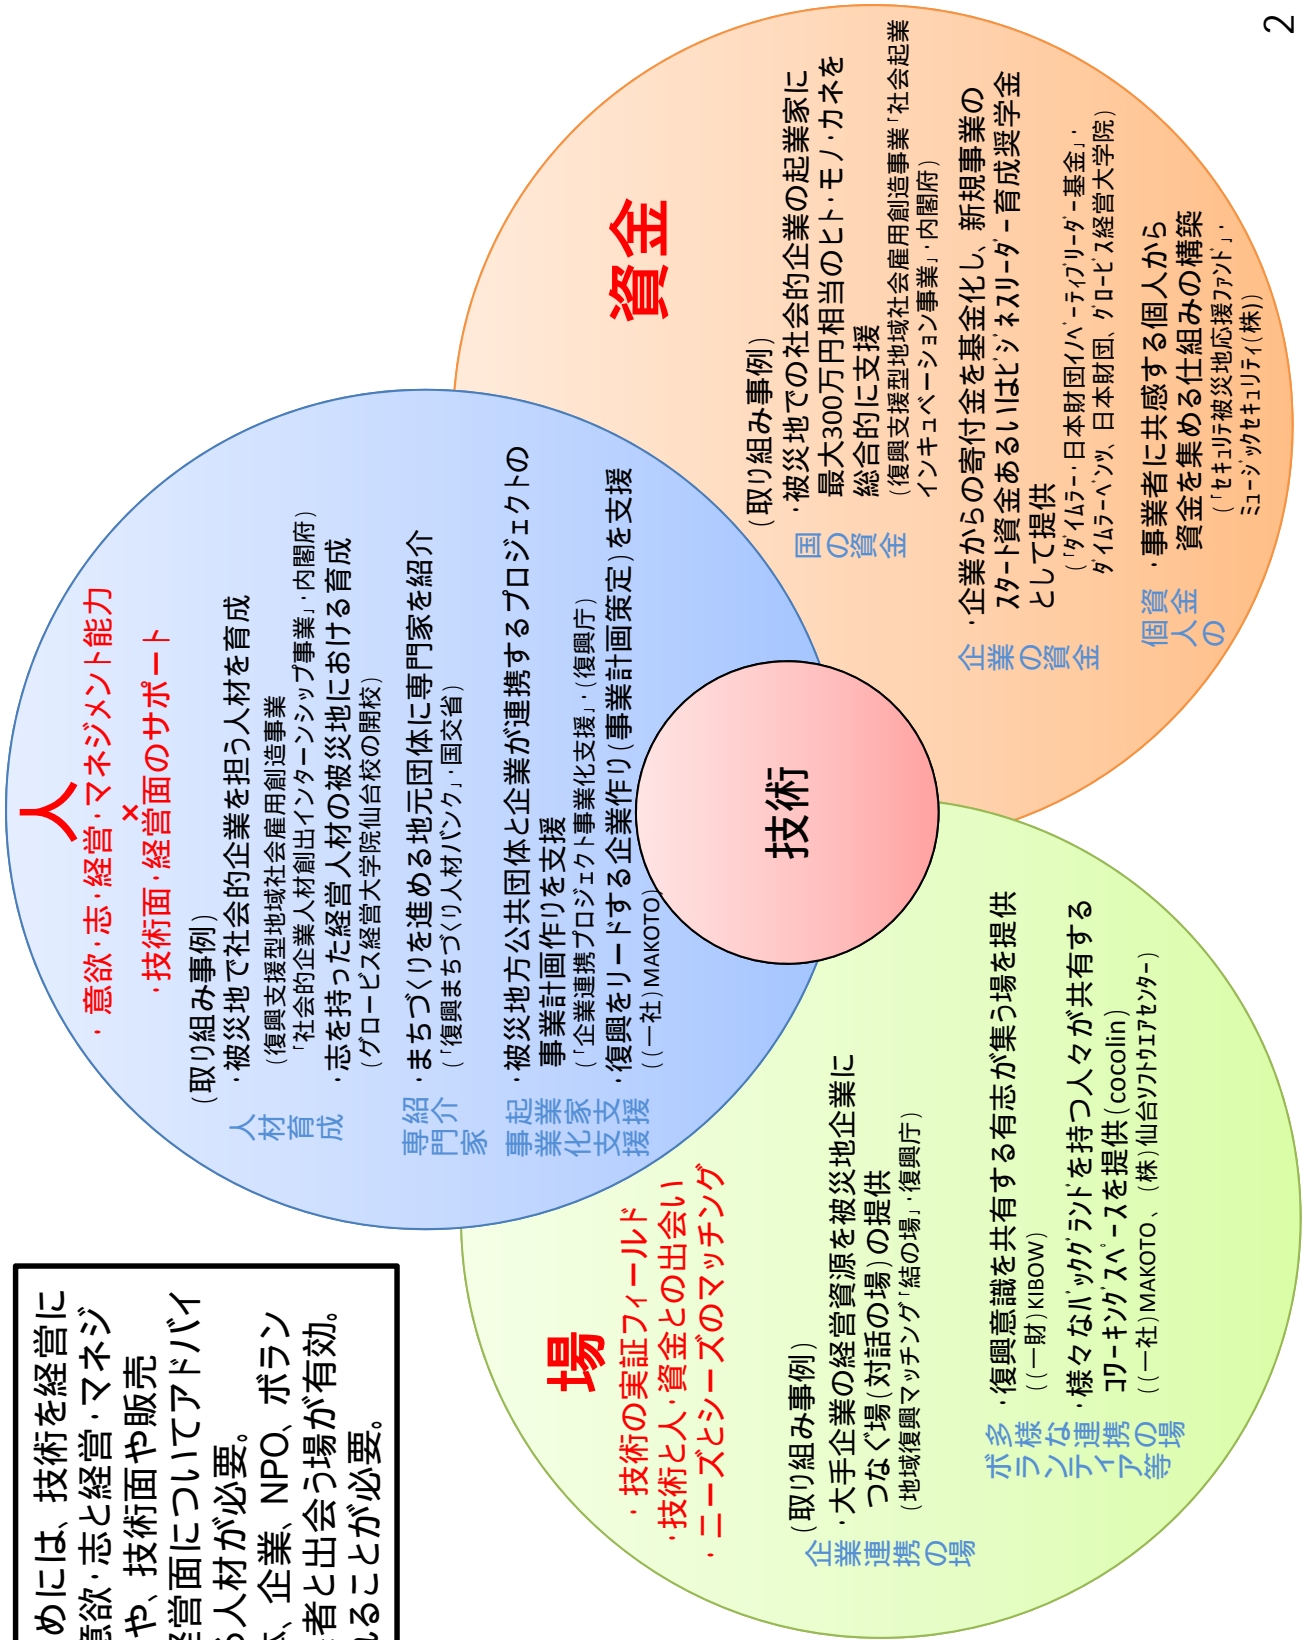 めには、技術を経営に
意欲・志と経営・マネジ
や、技術面や販売
経営面についてアドバイ
る人材が必要。
体、企業、NPO、ボラン
者と出会う場が有効。
れることが必要。
人
・意欲・志・経営・マネジメント能力
×
・技術面・経営面のサポート
(取り組み事例)
人材育成
・被災地で社会的企業を担う人材を育成
(復興支援型地域社会雇用創造事業
「社会的企業人材創出インターンシップ事業」・内閣府)
・志を持った経営人材の被災地における育成
(グロービス経営大学院仙台校の開校)
専門家
紹介
・まちづくりを進める地元団体に専門家を紹介
(「復興まちづくり人材バンク」・国交省)
事業化支援
起業家支援
・被災地方公共団体と企業が連携するプロジェクトの
事業計画作りを支援
(「企業連携プロジェクト事業化支援」・(復興庁)
・復興をリードする企業作り(事業計画策定)を支援
((一社)MAKOTO)
技術
場
・技術の実証フィールド
・技術と人・資金との出会い
・ニーズとシーズのマッチング
(取り組み事例)
企業連携の場
・大手企業の経営資源を被災地企業に
つなぐ場(対話の場)の提供
(地域復興マッチング「結の場」・復興庁)
ボランティア等
多様な連携の場
・復興意識を共有する有志が集う場を提供
((一財)KIBOW)
・様々なﾊﾞｯｸｸﾞﾗﾝﾄﾞを持つ人々が共有する
ｺﾜｰｷﾝｸﾞｽﾍﾟｰｽを提供(cocolin)
((一社)MAKOTO、(株)仙台ｿﾌﾄｳｴｱｾﾝﾀｰ)
資金
(取り組み事例)
国の資金
・被災地での社会的企業の起業家に
最大300万円相当のヒト・モノ・カネを
総合的に支援
(復興支援型地域社会雇用創造事業「社会起業
インキュベーション事業」・内閣府)
企業の資金
・企業からの寄付金を基金化し、新規事業の
ｽﾀｰﾄ資金あるいはﾋﾞｼﾞﾈｽﾘｰﾀﾞｰ育成奨学金
として提供
(「ﾀﾞｲﾑﾗｰ・日本財団ｲﾉﾍﾞｰﾃｨﾌﾞﾘｰﾀﾞｰ基金」・
ﾀﾞｲﾑﾗｰﾍﾞﾝﾂ、日本財団、ｸﾞﾛｰﾋﾞｽ経営大学院)
個人の
資金
・事業者に共感する個人から
資金を集める仕組みの構築
(「ｾｷｭﾘﾃ被災地応援ﾌｧﾝﾄﾞ」・
ﾐｭｰｼﾞｯｸｾｷｭﾘﾃｨ(株))
2